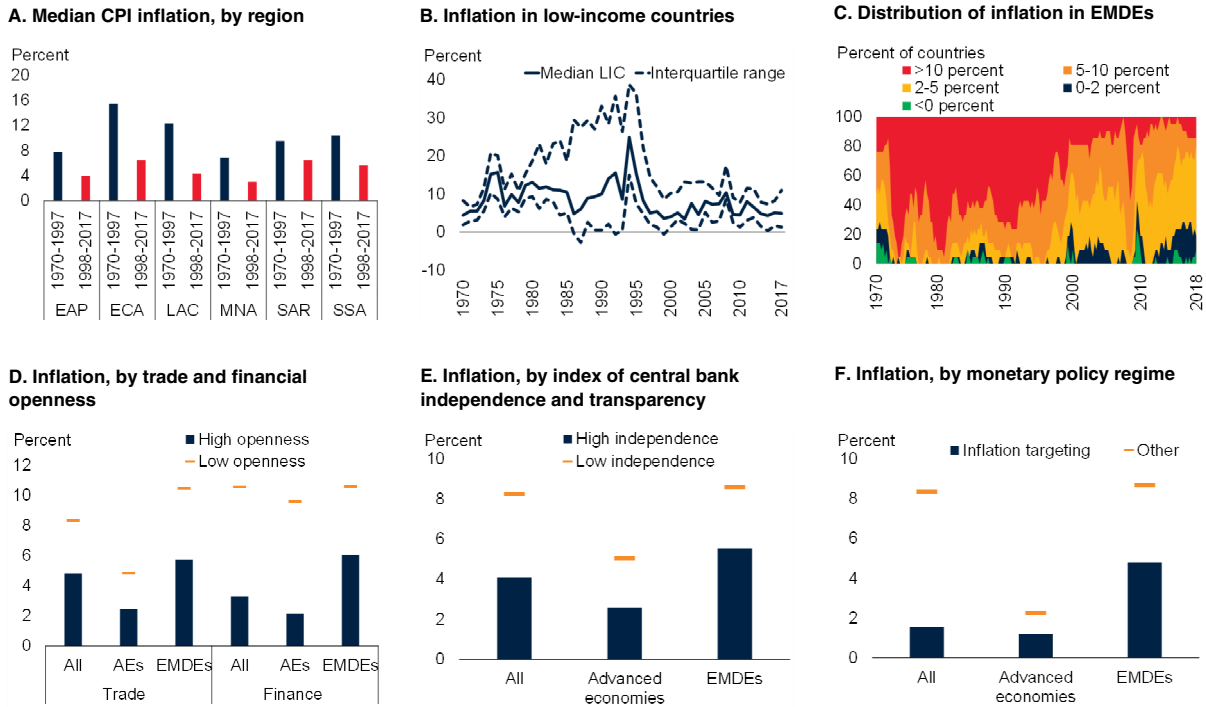 A. Median CPI inflation, by region
Percent
20
16
12
8
4
0
1970-1997
1998-2017
1970-1997
1998-2017
1970-1997
1998-2017
1970-1997
1998-2017
1970-1997
1998-2017
1970-1997
1998-2017
EAP ECA LAC MNA SAR SSA
B. Inflation in low-income countries
Percent
Median LIC Interquartile range
40
30
20
10
0
-10
1970
1975
1980
1985
1990
1995
2000
2005
2010
2017
C. Distribution of inflation in EMDEs
Percent of countries
>10 percent 5-10 percent
2-5 percent 0-2 percent
<0 percent
100
80
60
40
20
0
1970
1980
1990
2000
2010
2018
D. Inflation, by trade and financial
openness
Percent
High openness
Low openness
12
10
8
6
4
2
0
All AEs EMDEs All AEs EMDEs
Trade Finance
E. Inflation, by index of central bank
independence and transparency
Percent
High independence
Low independence
10
8
6
4
2
0
All Advanced EMDEs
economies
F. Inflation, by monetary policy regime
Percent
Inflation targeting Other
10
8
6
4
2
0
All Advanced EMDEs
economies